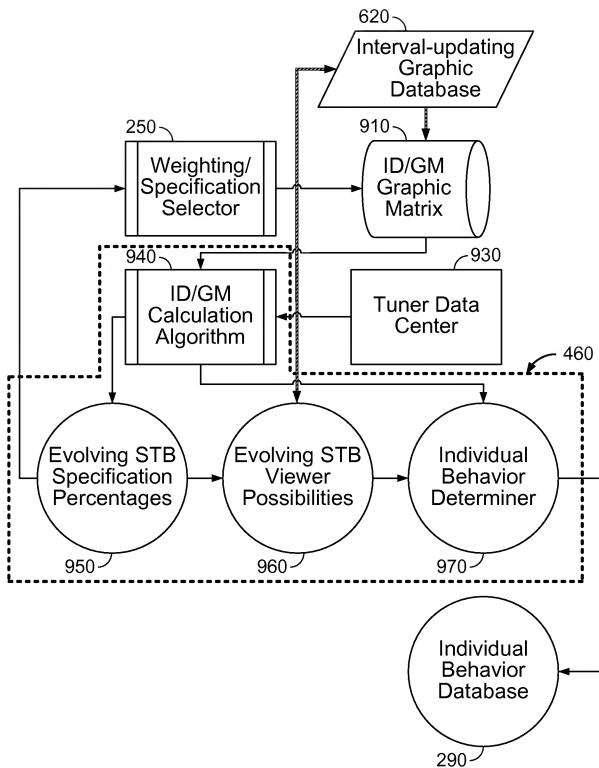 620
Interval-updating
Graphic
Database
250
Weighting/
Specification
Selector
910
ID/GM
Graphic
Matrix
940
ID/GM
Calculation
Algorithm
930
Tuner Data
Center
460
Evolving STB
Specification
Percentages
950
Evolving STB
Viewer
Possibilities
960
Individual
Behavior
Determiner
970
Individual
Behavior
Database
290